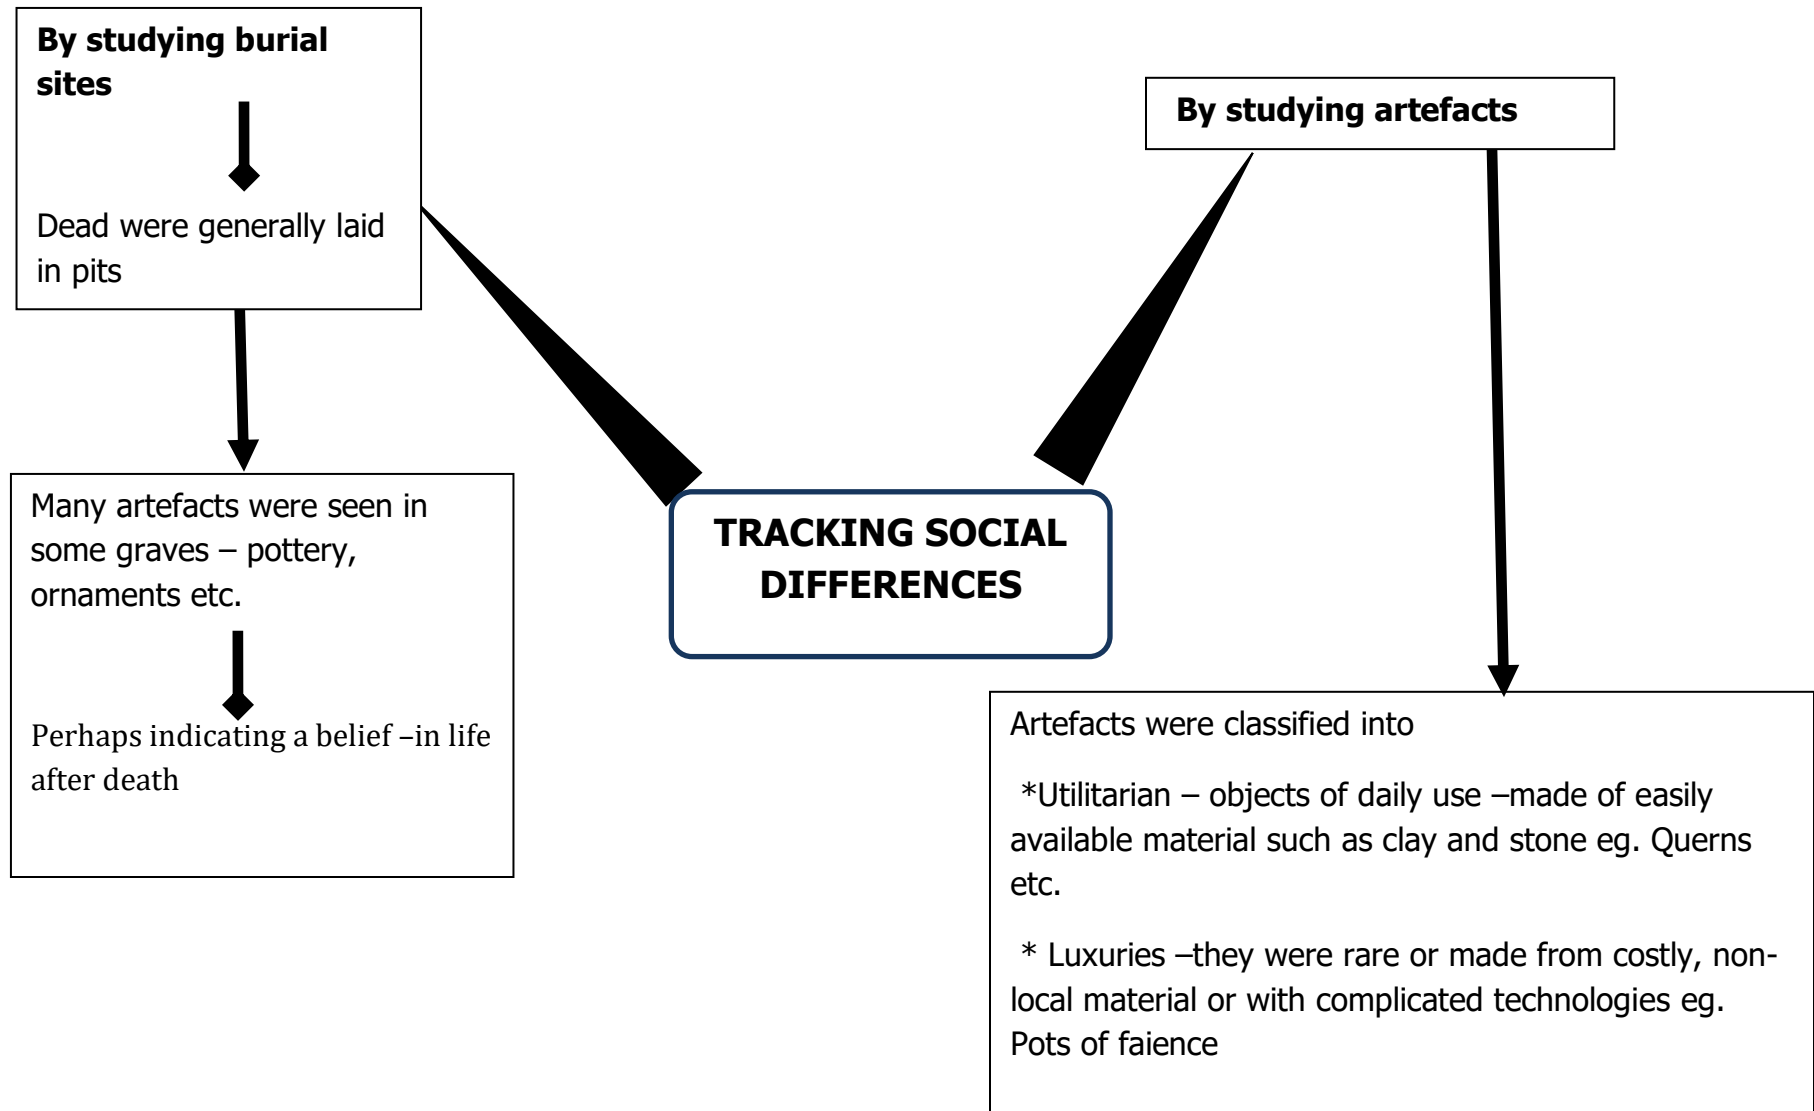 By studying burial
sites
Dead were generally laid
in pits
Many artefacts were seen in
some graves – pottery,
ornaments etc.
Perhaps indicating a belief –in life
after death
TRACKING SOCIAL
DIFFERENCES
By studying artefacts
Artefacts were classified into
*Utilitarian – objects of daily use –made of easily
available material such as clay and stone eg. Querns
etc.
* Luxuries –they were rare or made from costly, non-
local material or with complicated technologies eg.
Pots of faience